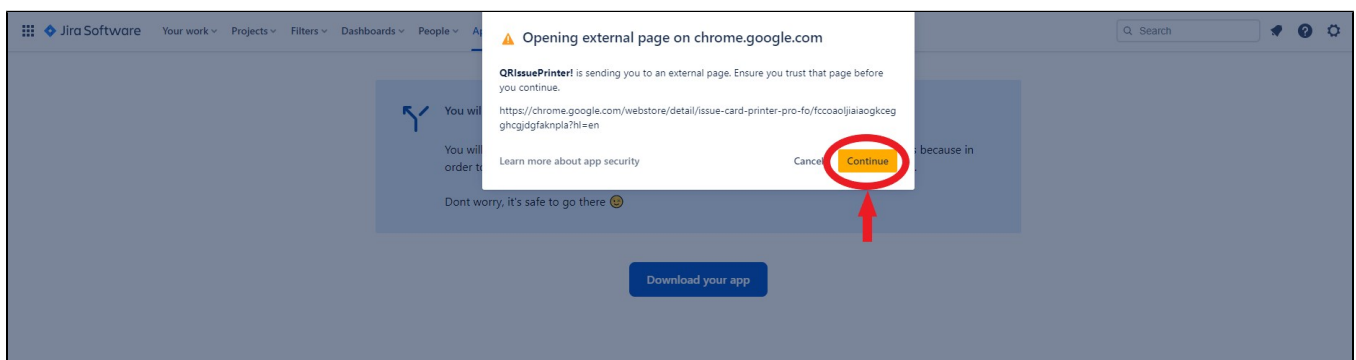 Jira Software Your work Projects Filters Dashboards People Search
Opening external page on chrome.google.com
QRIssuePrinter! is sending you to an external page. Ensure you trust that page before
you continue.
https://chrome.google.com/webstore/detail/issue-card-printer-pro-fo/fccoaoljiaiaogkceg
ghcgjdgfaknpla?hl=en
Learn more about app security Cancel Continue
You wil
You will because in
order to
Dont worry, it's safe to go there
Download your app